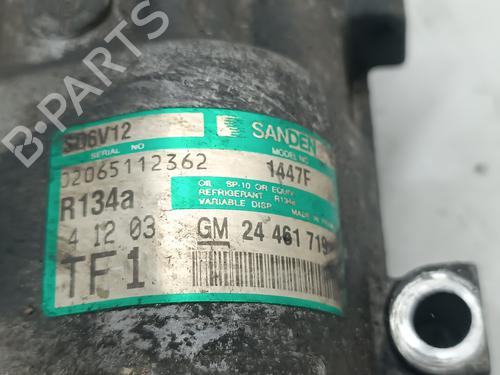 SD6V12
SANDEN
SERIAL NO
MODEL NO
02065112362
1447F
OIL SP-10 OR EQUIV
REFRIGERANT R134a
VARIABLE DISP.
R134a
4 12 03
GM 24 461 719
TF1
B-PARTS